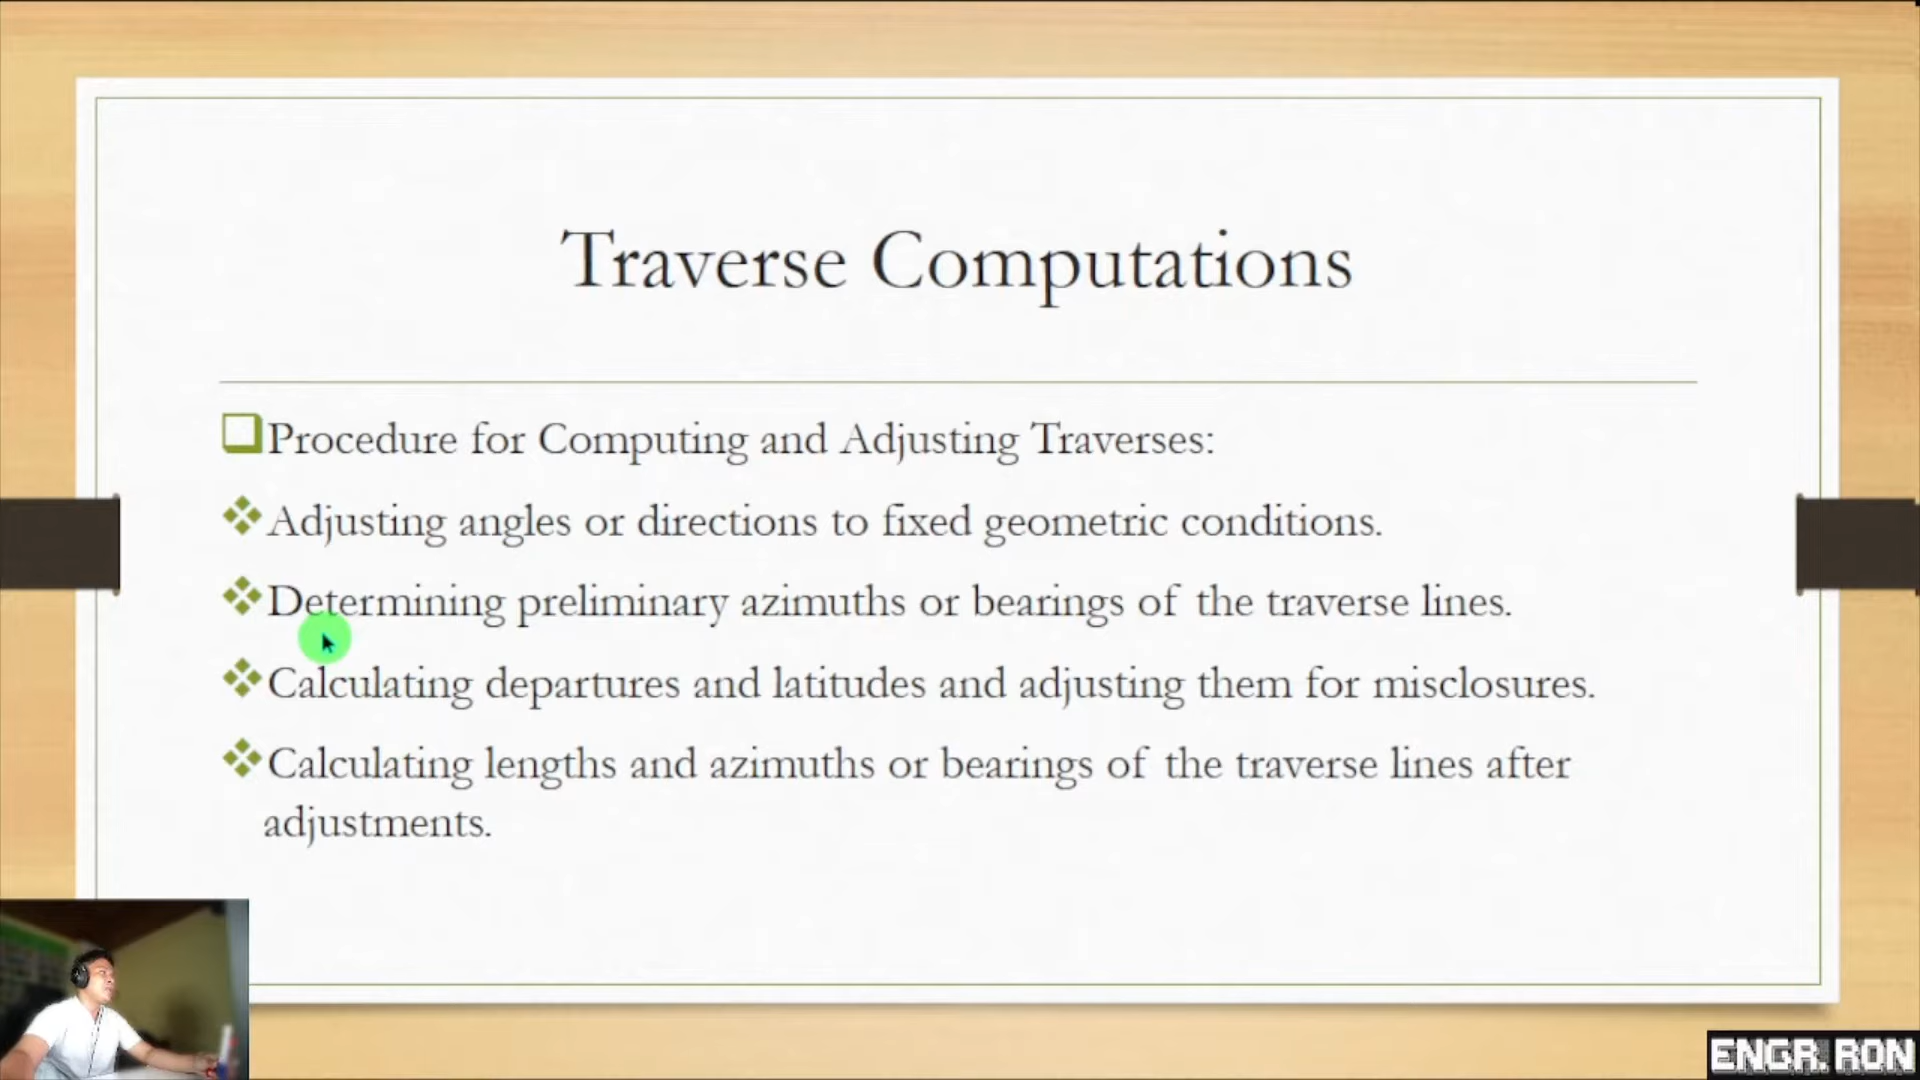 Traverse Computations
Procedure for Computing and Adjusting Traverses:
Adjusting angles or directions to fixed geometric conditions.
Determining preliminary azimuths or bearings of the traverse lines.
Calculating departures and latitudes and adjusting them for misclosures.
Calculating lengths and azimuths or bearings of the traverse lines after
adjustments.
ENGR. RON